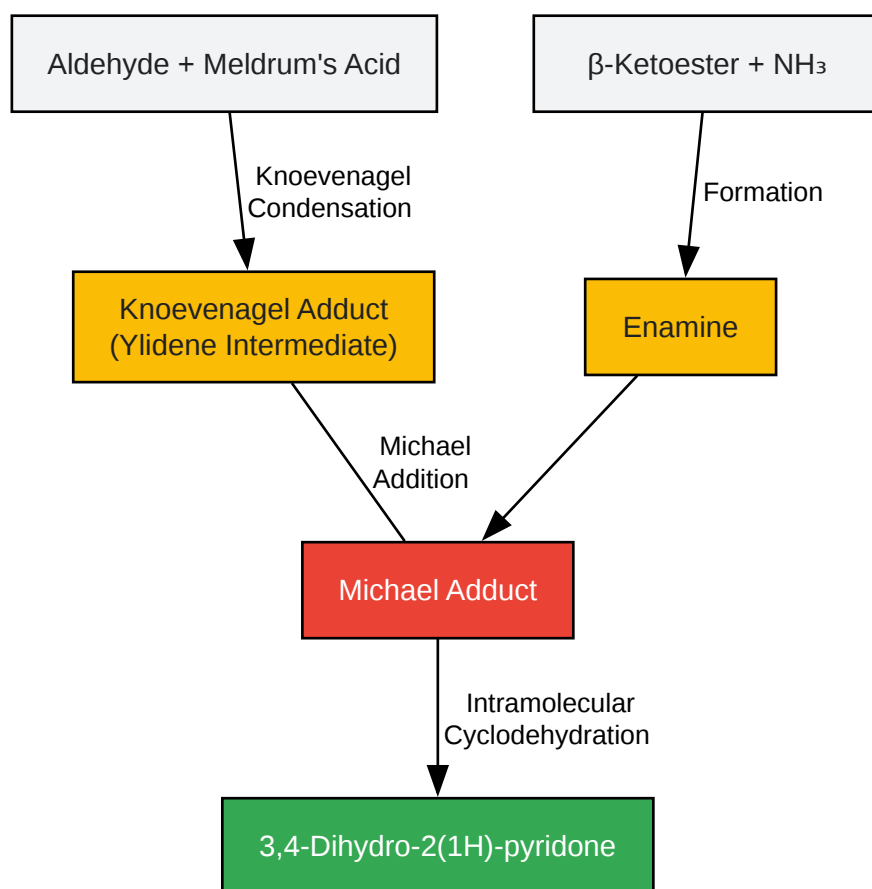 Aldehyde + Meldrum's Acid
β-Ketoester + NH₃
Knoevenagel
Condensation
Formation
Knoevenagel Adduct
(Ylidene Intermediate)
Enamine
Michael
Addition
Michael Adduct
Intramolecular
Cyclodehydration
3,4-Dihydro-2(1H)-pyridone